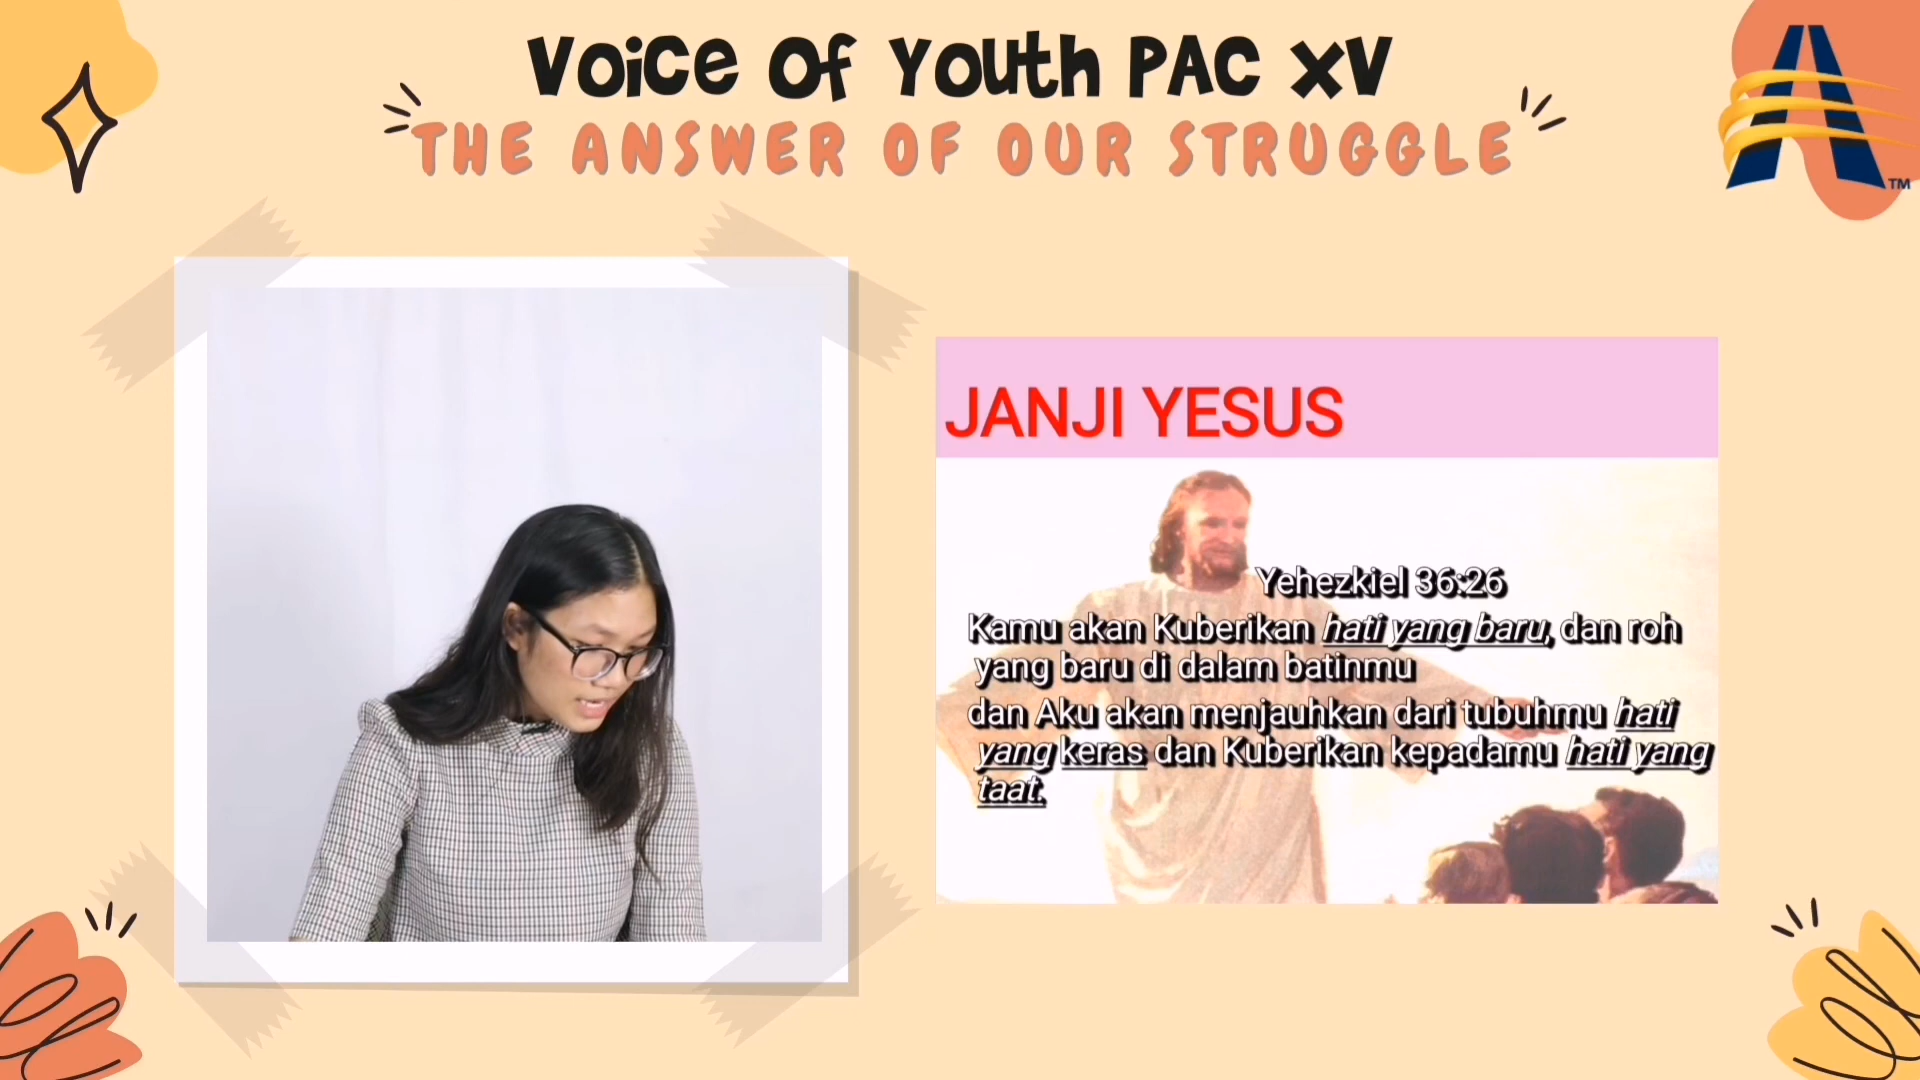 Voice Of Youth PAC XV
THE ANSWER OF OUR STRUGGLE
TM
JANJI YESUS
Yehezkiel 36:26
Kamu akan Kuberikan hati yang baru, dan roh
yang baru di dalam batinmu
dan Aku akan menjauhkan dari tubuhmu hati
yang keras dan Kuberikan kepadamu hati yang
taat.